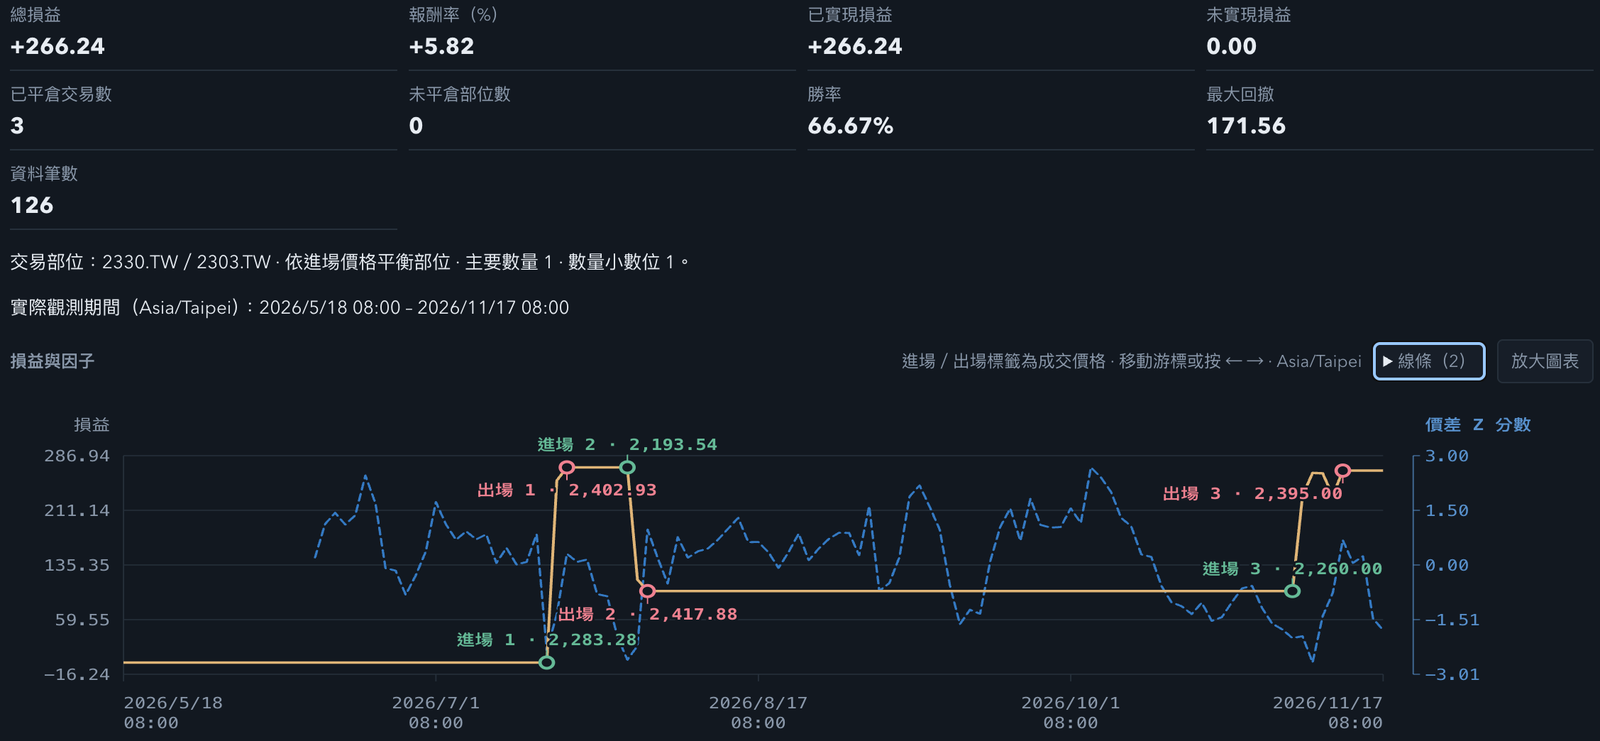 總損益 報酬率（%） 已實現損益 未實現損益
+266.24 +5.82 +266.24 0.00
已平倉交易數 未平倉部位數 勝率 最大回撤
3 0 66.67% 171.56
資料筆數
126
交易部位：2330.TW / 2303.TW · 依進場價格平衡部位 · 主要數量 1 · 數量小數位 1。
實際觀測期間（Asia/Taipei）：2026/5/18 08:00 – 2026/11/17 08:00
損益與因子 進場 / 出場標籤為成交價格 · 移動游標或按 ←→ · Asia/Taipei ▶ 線條（2） 放大圖表
損益 價差 Z 分數
進場 2 · 2,193.54
286.94 3.00
出場 1 · 2,402.93 出場 3 · 2,395.00
211.14 1.50
135.35 進場 3 · 2,260.00 0.00
出場 2 · 2,417.88
59.55 −1.51
進場 1 · 2,283.28
−16.24 −3.01
2026/5/18 2026/7/1 2026/8/17 2026/10/1 2026/11/17
08:00 08:00 08:00 08:00 08:00